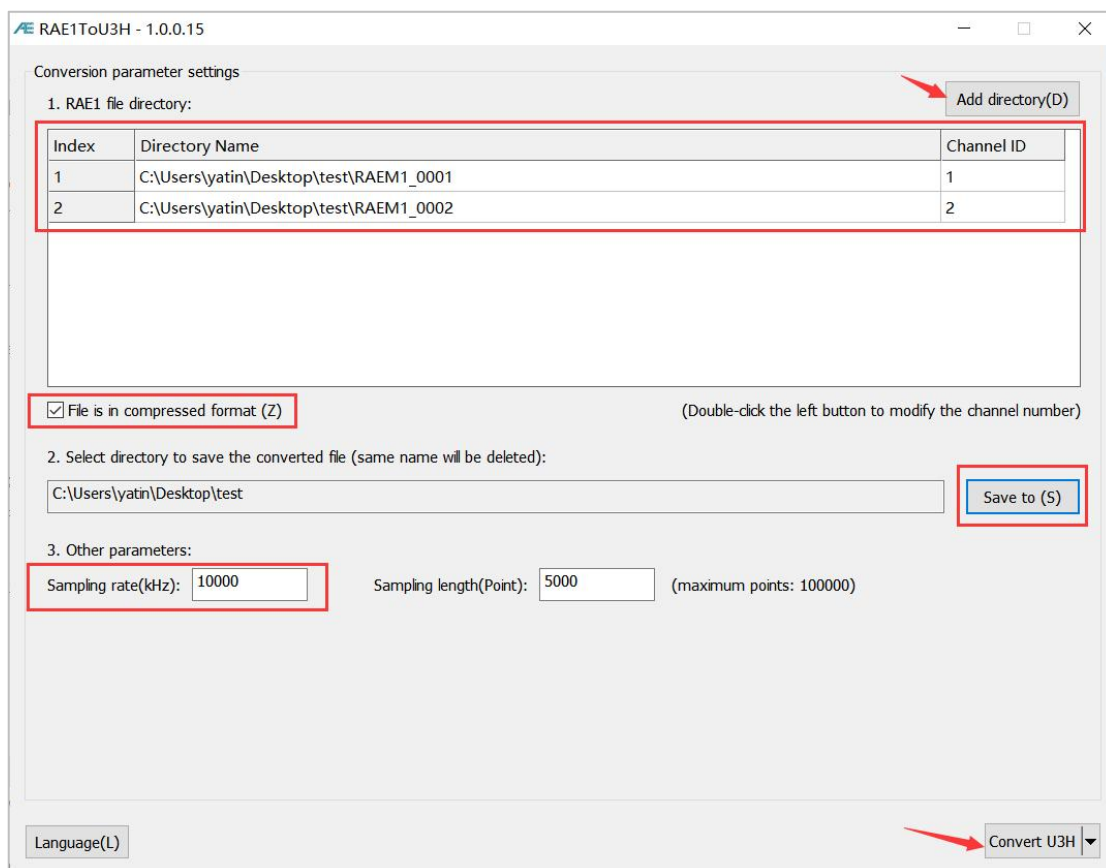 RAE1ToU3H - 1.0.0.15
Conversion parameter settings
1. RAE1 file directory:
Add directory(D)
Index Directory Name Channel ID
1 C:\Users\yatin\Desktop\test\RAEM1_0001 1
2 C:\Users\yatin\Desktop\test\RAEM1_0002 2
File is in compressed format (Z)
(Double-click the left button to modify the channel number)
2. Select directory to save the converted file (same name will be deleted):
C:\Users\yatin\Desktop\test
Save to (S)
3. Other parameters:
Sampling rate(kHz): 10000 Sampling length(Point): 5000 (maximum points: 100000)
Language(L)
Convert U3H